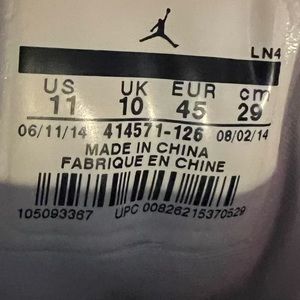 LN4
US UK EUR cm
11 10 45 29
06/11/14 414571-126 08/02/14
MADE IN CHINA
FABRIQUE EN CHINE
105093367 UPC 00826215370529